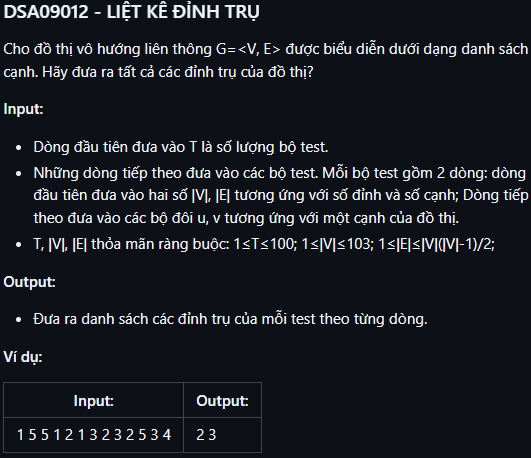 DSA09012 - LIỆT KÊ ĐỈNH TRỤ
Cho đồ thị vô hướng liên thông G=<V, E> được biểu diễn dưới dạng danh sách
cạnh. Hãy đưa ra tất cả các đỉnh trụ của đồ thị?
Input:
• Dòng đầu tiên đưa vào T là số lượng bộ test.
• Những dòng tiếp theo đưa vào các bộ test. Mỗi bộ test gồm 2 dòng: dòng
đầu tiên đưa vào hai số |V|, |E| tương ứng với số đỉnh và số cạnh; Dòng tiếp
theo đưa vào các bộ đôi u, v tương ứng với một cạnh của đồ thị.
• T, |V|, |E| thỏa mãn ràng buộc: 1≤T≤100; 1≤|V|≤103; 1≤|E|≤|V|(|V|-1)/2;
Output:
• Đưa ra danh sách các đỉnh trụ của mỗi test theo từng dòng.
Ví dụ:
Input: Output:
1 5 5 1 2 1 3 2 3 2 5 3 4 2 3